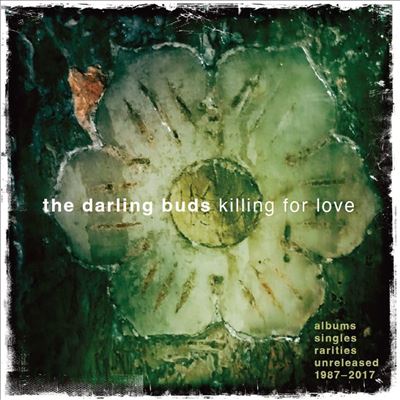 the darling buds killing for love
albums
singles
rarities
unreleased
1987–2017